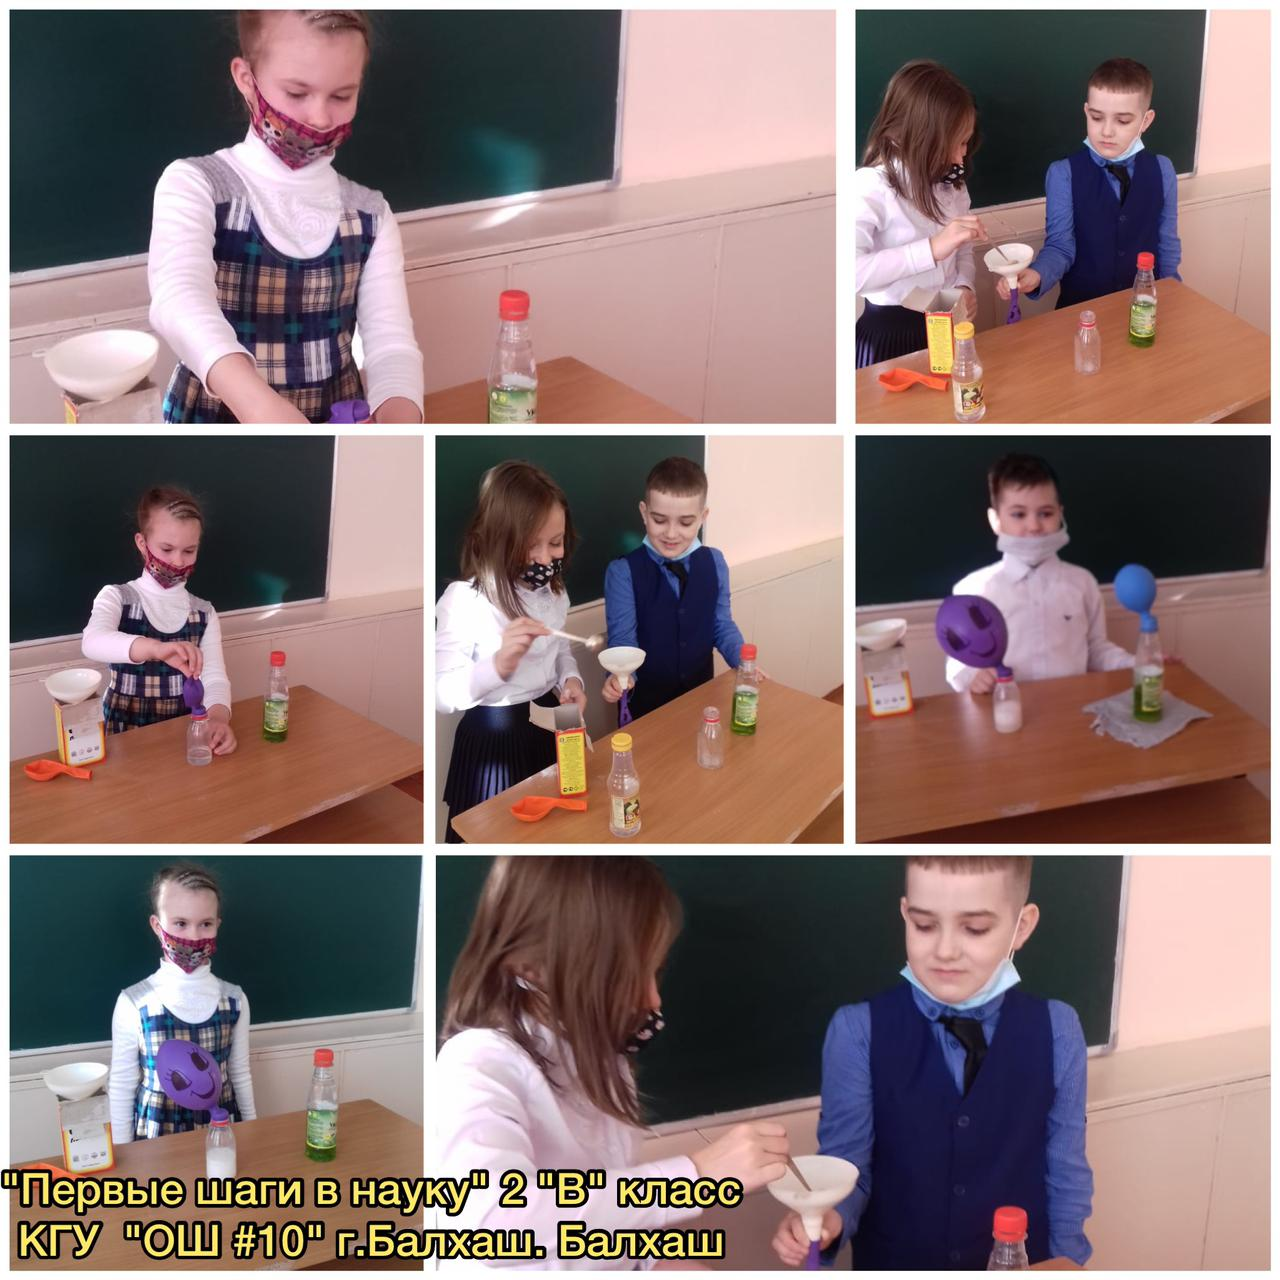 "Первые шаги в науку" 2 "В" класс
КГУ "ОШ #10" г.Балхаш. Балхаш